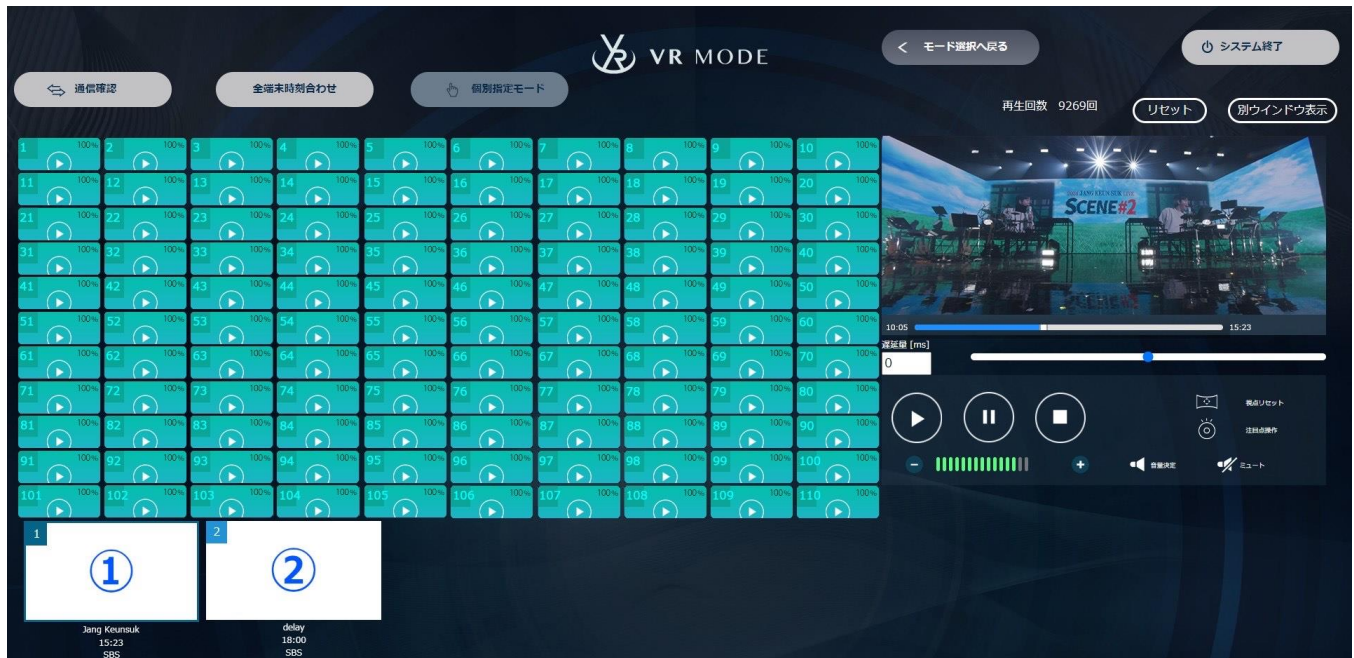 VR MODE
モード選択へ戻る
システム終了
通信確認
全端末時刻合わせ
個別指定モード
再生回数 9269回
リセット
別ウインドウ表示
1 100% 2 100% 3 100% 4 100% 5 100% 6 100% 7 100% 8 100% 9 100% 10 100%
11 100% 12 100% 13 100% 14 100% 15 100% 16 100% 17 100% 18 100% 19 100% 20 100%
21 100% 22 100% 23 100% 24 100% 25 100% 26 100% 27 100% 28 100% 29 100% 30 100%
31 100% 32 100% 33 100% 34 100% 35 100% 36 100% 37 100% 38 100% 39 100% 40 100%
41 100% 42 100% 43 100% 44 100% 45 100% 46 100% 47 100% 48 100% 49 100% 50 100%
51 100% 52 100% 53 100% 54 100% 55 100% 56 100% 57 100% 58 100% 59 100% 60 100%
61 100% 62 100% 63 100% 64 100% 65 100% 66 100% 67 100% 68 100% 69 100% 70 100%
71 100% 72 100% 73 100% 74 100% 75 100% 76 100% 77 100% 78 100% 79 100% 80 100%
81 100% 82 100% 83 100% 84 100% 85 100% 86 100% 87 100% 88 100% 89 100% 90 100%
91 100% 92 100% 93 100% 94 100% 95 100% 96 100% 97 100% 98 100% 99 100% 100 100%
101 100% 102 100% 103 100% 104 100% 105 100% 106 100% 107 100% 108 100% 109 100% 110 100%
JANG KEUN SUK
SCENE#2
10:05 15:23
遅延量 [ms]
0
視点リセット
注目点操作
音量決定
ミュート
1
①
Jang Keunsuk
15:23
SBS
2
②
delay
18:00
SBS